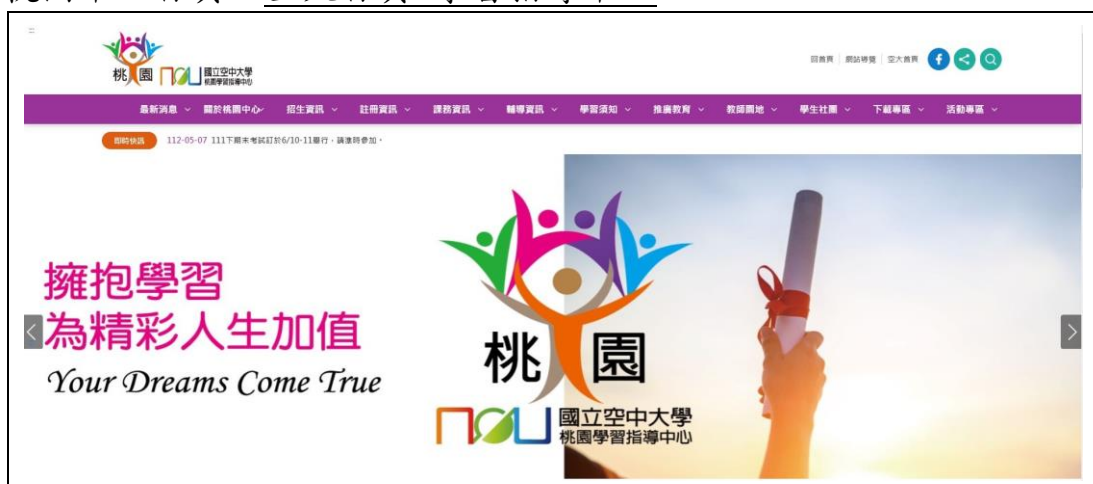 桃園
nou 國立空中大學
桃園學習指導中心
回首頁 | 網站導覽 | 空大首頁
最新消息 關於桃園中心 招生資訊 註冊資訊 課務資訊 輔導資訊 學習須知 推廣教育 教師園地 學生社團 下載專區 活動專區
即時快訊 112-05-07 111下期末考試訂於6/10-11舉行，請準時參加。
擁抱學習
為精彩人生加值
Your Dreams Come True
桃園
nou 國立空中大學
桃園學習指導中心